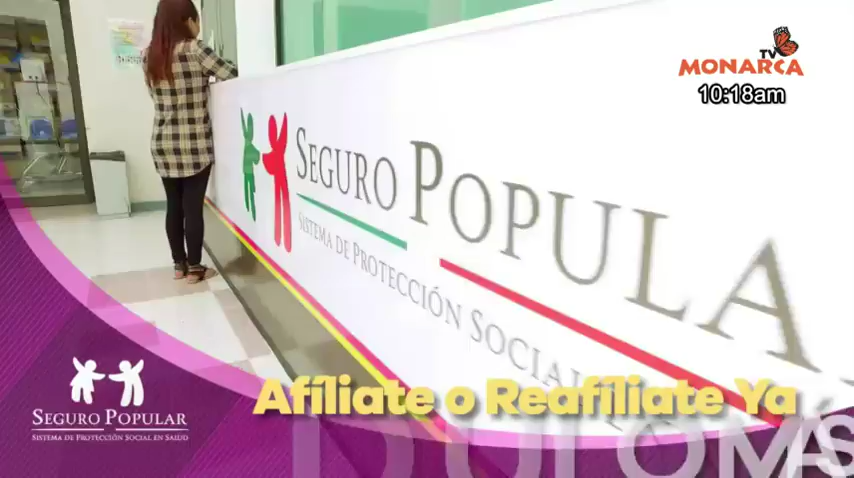 TV
MONARCA
10:18am
SEGURO POPULA
SISTEMA DE PROTECCIÓN SOCIAL
SEGURO POPULAR
SISTEMA DE PROTECCIÓN SOCIAL EN SALUD
Afíliate o Reafíliate Ya